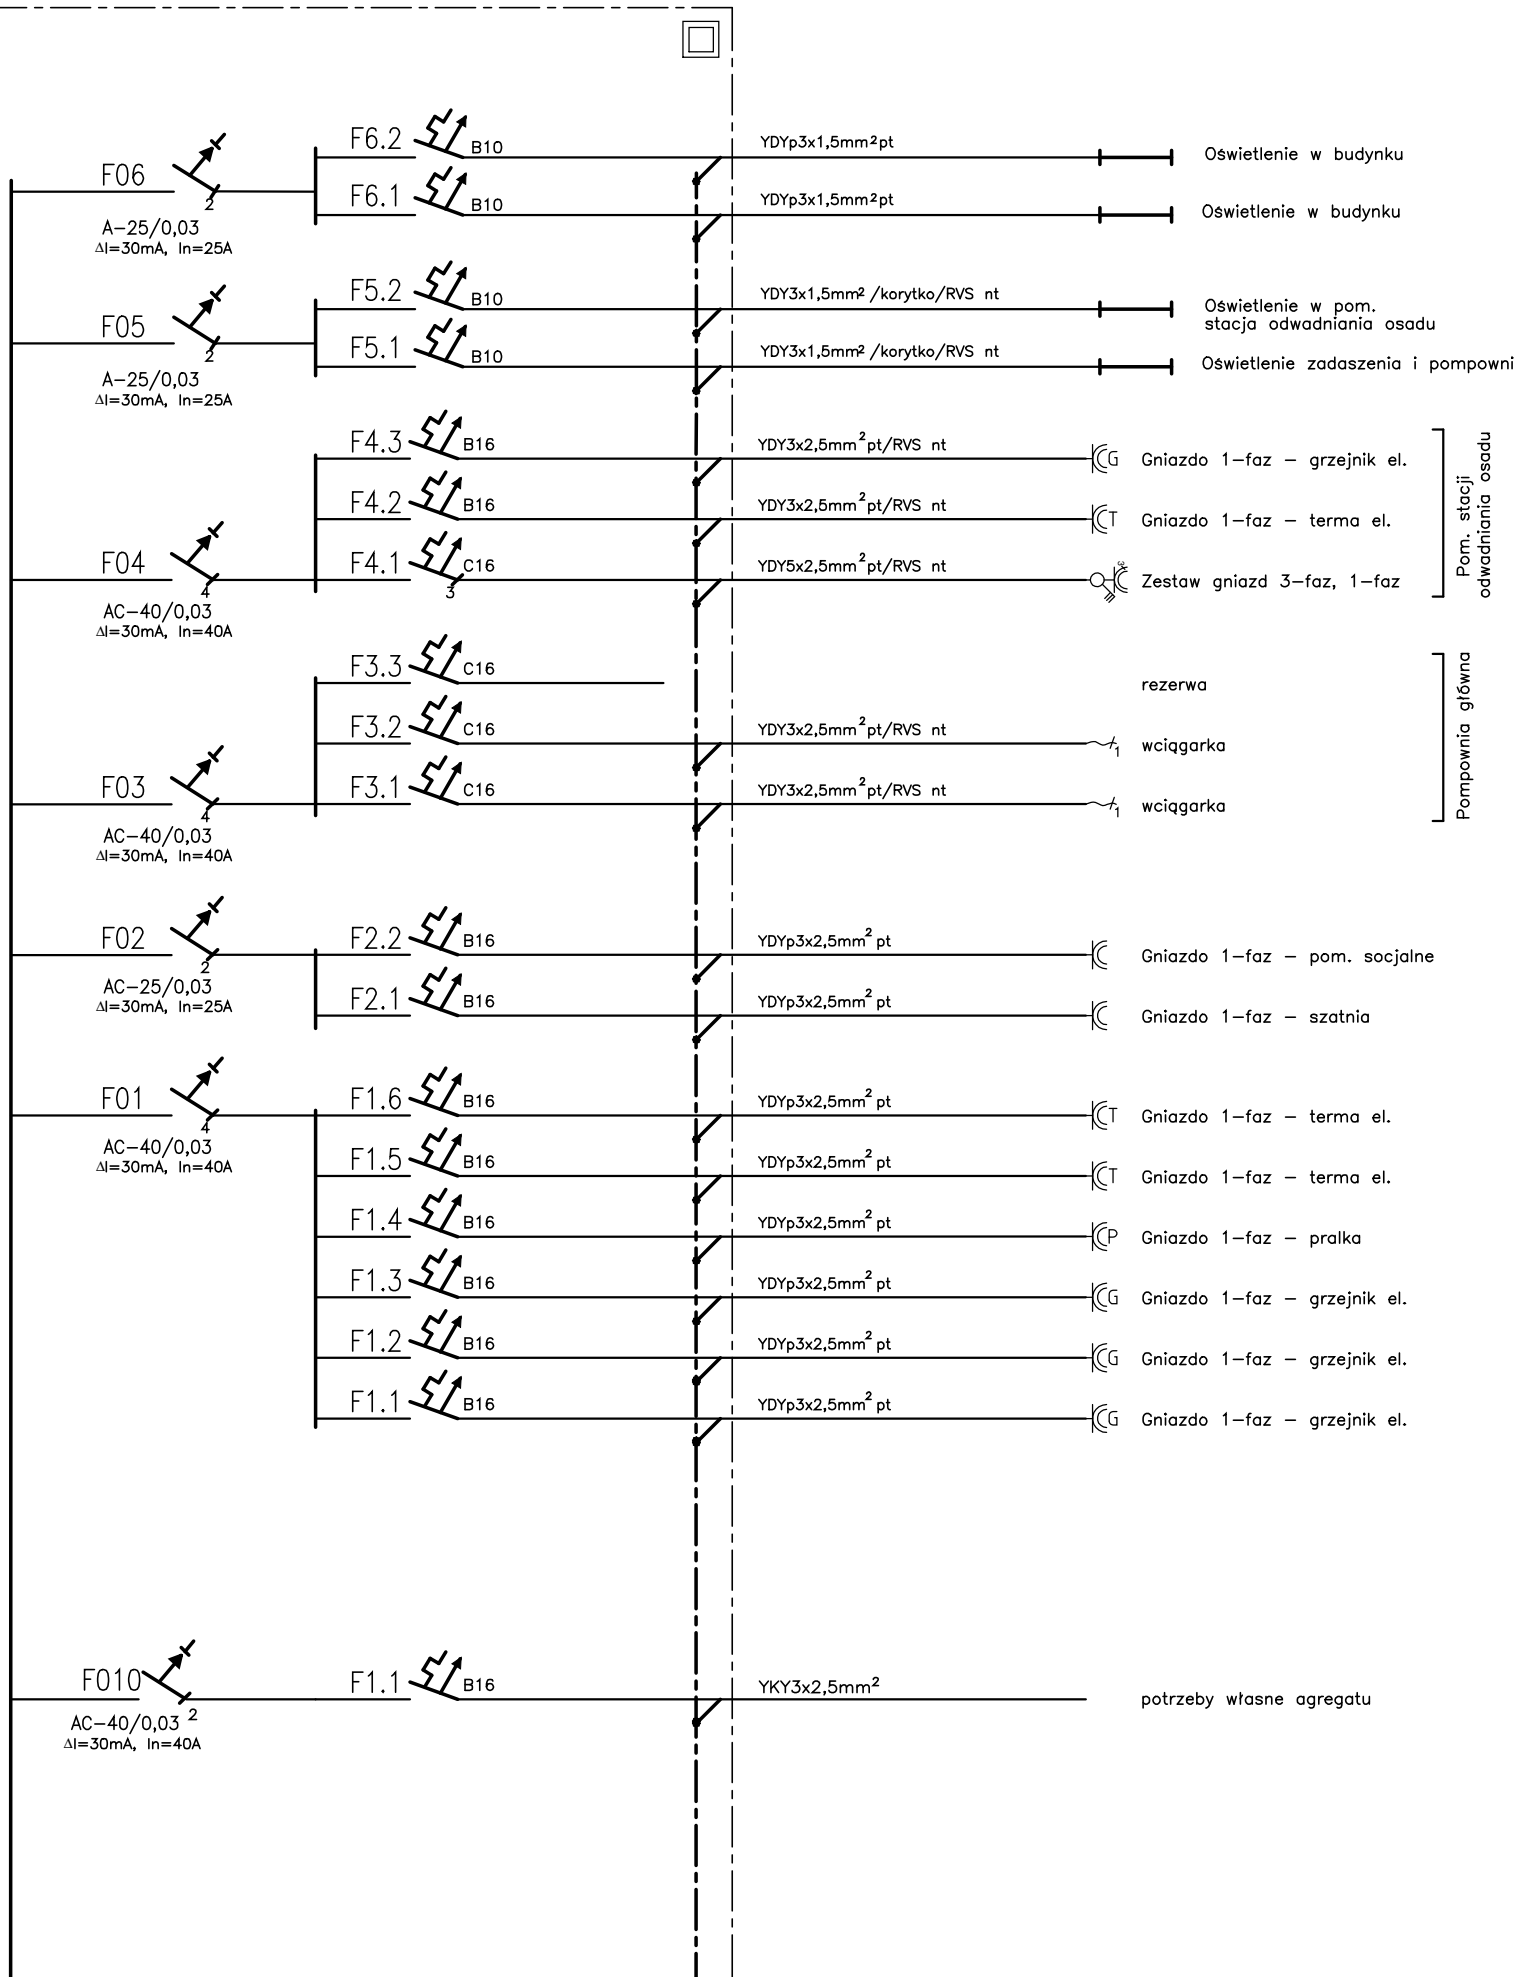 F6.2
B10
YDYp3x1,5mm²pt
Oświetlenie w budynku
F06
2
A-25/0,03
ΔI=30mA, In=25A
F6.1
B10
YDYp3x1,5mm²pt
Oświetlenie w budynku
F5.2
B10
YDY3x1,5mm² /korytko/RVS nt
Oświetlenie w pom.
stacja odwadniania osadu
F05
2
A-25/0,03
ΔI=30mA, In=25A
F5.1
B10
YDY3x1,5mm² /korytko/RVS nt
Oświetlenie zadaszenia i pompowni
F4.3
B16
YDY3x2,5mm²pt/RVS nt
G
Gniazdo 1-faz - grzejnik el.
F4.2
B16
YDY3x2,5mm²pt/RVS nt
T
Gniazdo 1-faz - terma el.
F04
4
AC-40/0,03
ΔI=30mA, In=40A
F4.1
C16
3
YDY5x2,5mm²pt/RVS nt
3
Zestaw gniazd 3-faz, 1-faz
Pom. stacji
odwadniania osadu
F3.3
C16
rezerwa
F3.2
C16
YDY3x2,5mm²pt/RVS nt
1
wciągarka
F03
4
AC-40/0,03
ΔI=30mA, In=40A
F3.1
C16
YDY3x2,5mm²pt/RVS nt
1
wciągarka
Pompownia główna
F02
2
AC-25/0,03
ΔI=30mA, In=25A
F2.2
B16
YDYp3x2,5mm² pt
Gniazdo 1-faz - pom. socjalne
F2.1
B16
YDYp3x2,5mm² pt
Gniazdo 1-faz - szatnia
F01
4
AC-40/0,03
ΔI=30mA, In=40A
F1.6
B16
YDYp3x2,5mm² pt
T
Gniazdo 1-faz - terma el.
F1.5
B16
YDYp3x2,5mm² pt
T
Gniazdo 1-faz - terma el.
F1.4
B16
YDYp3x2,5mm² pt
P
Gniazdo 1-faz - pralka
F1.3
B16
YDYp3x2,5mm² pt
G
Gniazdo 1-faz - grzejnik el.
F1.2
B16
YDYp3x2,5mm² pt
G
Gniazdo 1-faz - grzejnik el.
F1.1
B16
YDYp3x2,5mm² pt
G
Gniazdo 1-faz - grzejnik el.
F010
2
AC-40/0,03
ΔI=30mA, In=40A
F1.1
B16
YKY3x2,5mm²
potrzeby własne agregatu